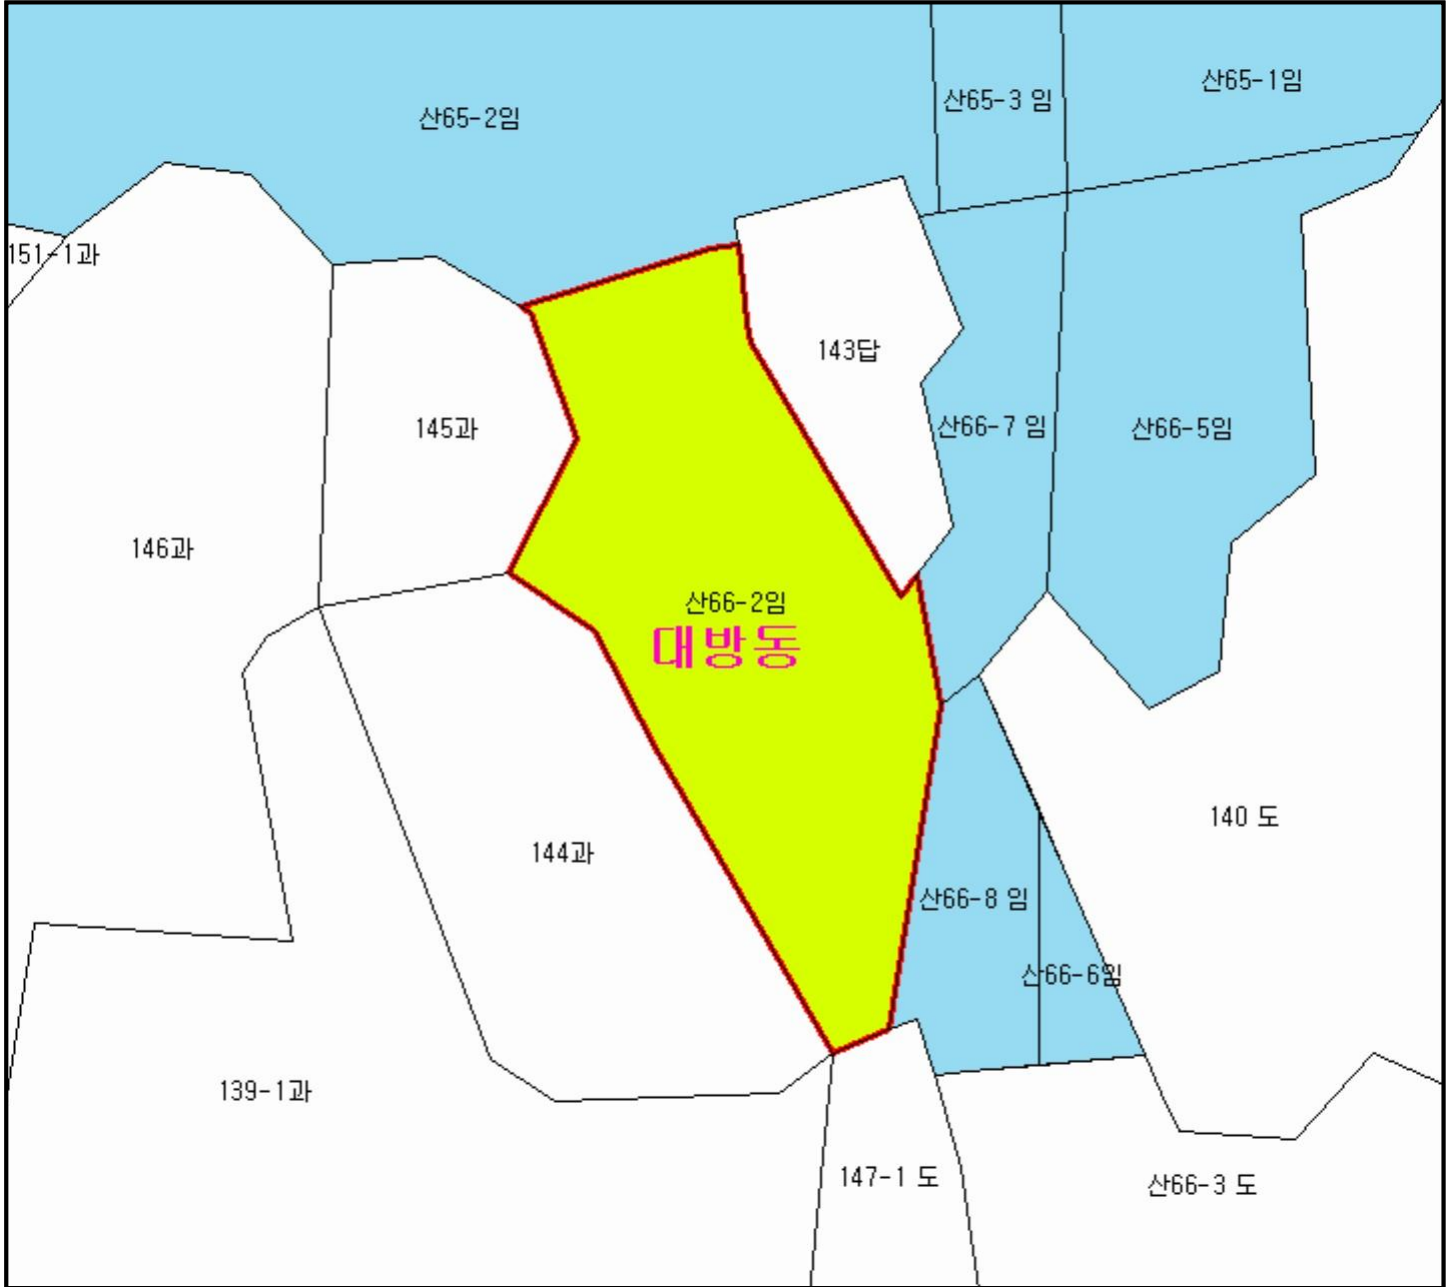 산65-1임
산65-3 임
산65-2임
151-1과
143답
145과
산66-7 임
산66-5임
146과
산66-2임
대방동
140 도
144과
산66-8 임
산66-6임
139-1과
147-1 도
산66-3 도